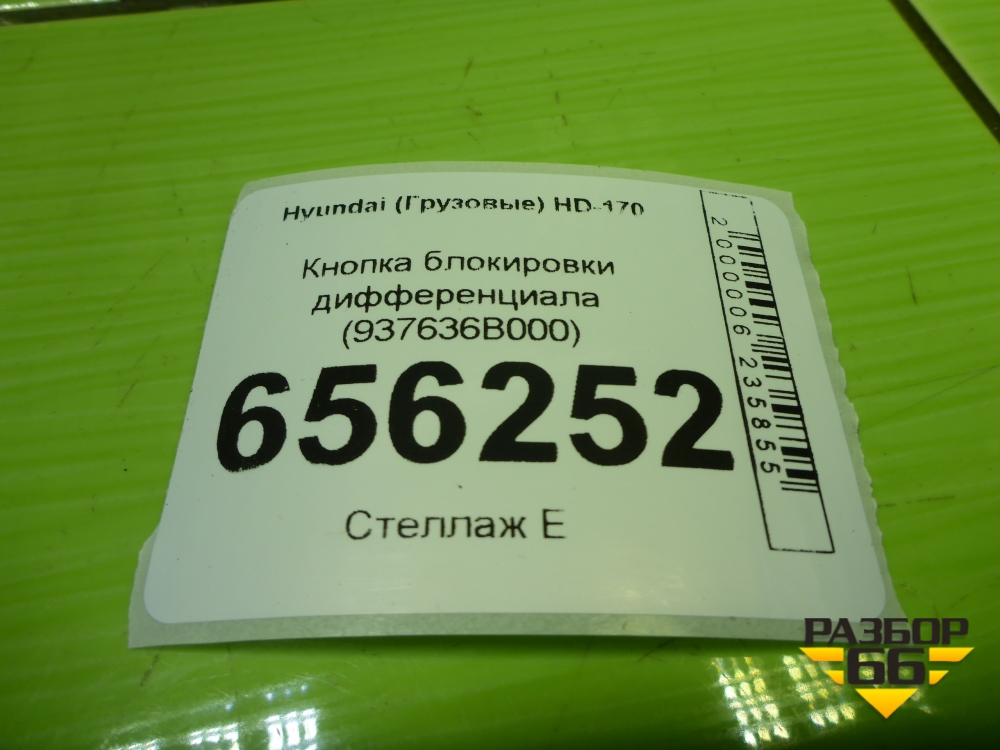 Hyundai (Грузовые) HD-170
Кнопка блокировки
дифференциала
(937636B000)
656252
Стеллаж Е
2000006235855
РАЗБОР
66